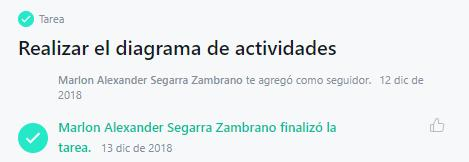 Tarea
Realizar el diagrama de actividades
Marlon Alexander Segarra Zambrano te agregó como seguidor. 12 dic de
2018
Marlon Alexander Segarra Zambrano finalizó la
tarea. 13 dic de 2018